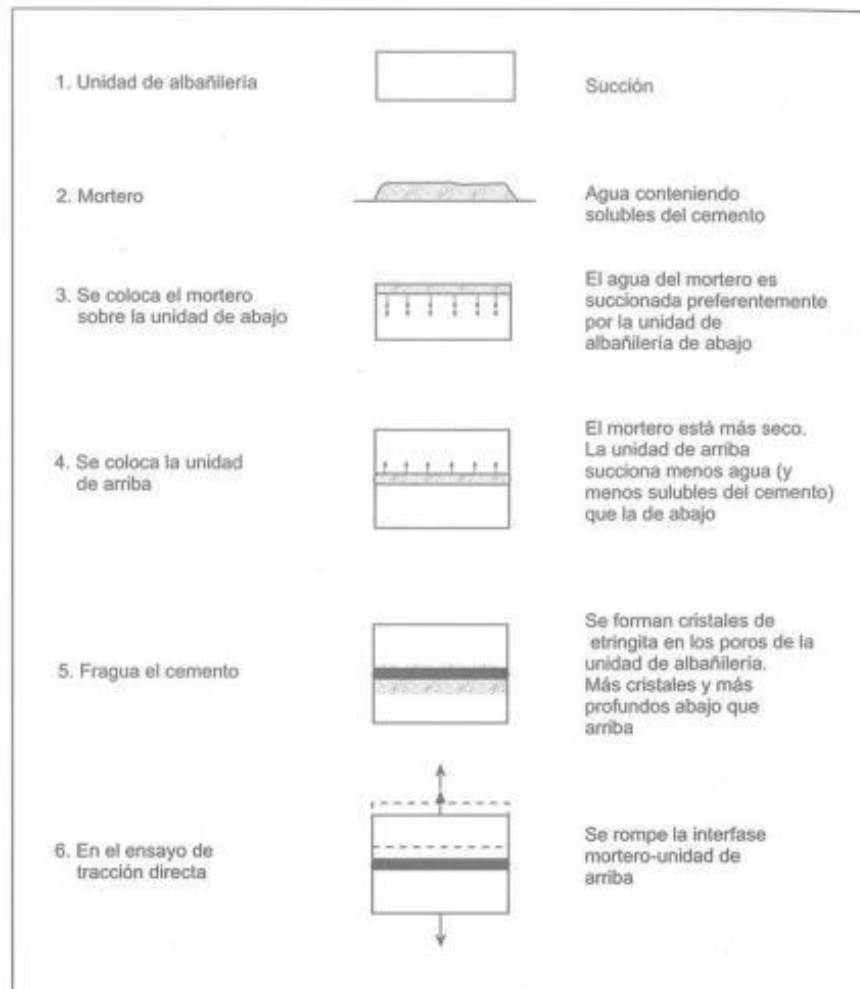 1. Unidad de albañilería
Succión
2. Mortero
Agua conteniendo
solubles del cemento
3. Se coloca el mortero
sobre la unidad de abajo
El agua del mortero es
succionada preferentemente
por la unidad de
albañilería de abajo
4. Se coloca la unidad
de arriba
El mortero está más seco.
La unidad de arriba
succiona menos agua (y
menos sulubles del cemento)
que la de abajo
5. Fragua el cemento
Se forman cristales de
etringita en los poros de la
unidad de albañilería.
Más cristales y más
profundos abajo que
arriba
6. En el ensayo de
tracción directa
Se rompe la interfase
mortero-unidad de
arriba